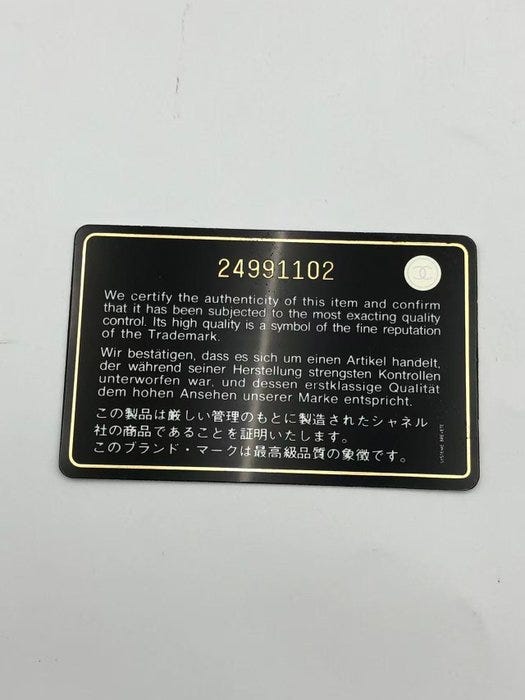 24991102
We certify the authenticity of this item and confirm
that it has been subjected to the most exacting quality
control. Its high quality is a symbol of the fine reputation
of the Trademark.
Wir bestätigen, dass es sich um einen Artikel handelt,
der während seiner Herstellung strengsten Kontrollen
unterworfen war, und dessen erstklassige Qualität
dem hohen Ansehen unserer Marke entspricht.
この製品は厳しい管理のもとに製造されたシャネル
社の商品であることを証明いたします。
このブランド・マークは最高級品質の象徴です。